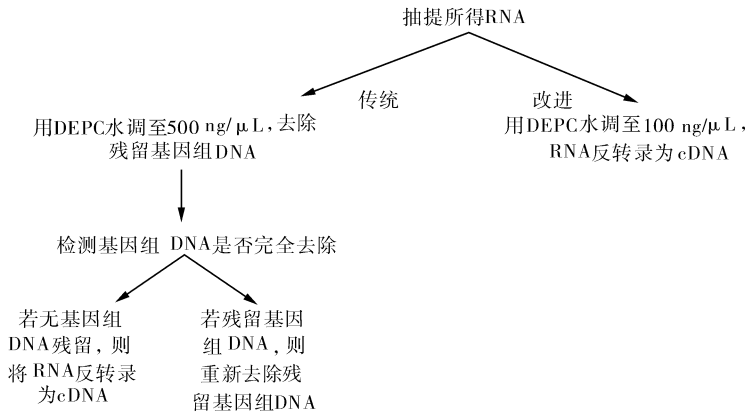 抽提所得RNA
传统
改进
用DEPC水调至500 ng/μL,去除
残留基因组DNA
用DEPC水调至100 ng/μL,
RNA反转录为cDNA
检测基因组 DNA是否完全去除
若无基因组
DNA残留,则
将RNA反转录
为cDNA
若残留基因
组DNA,则
重新去除残
留基因组DNA